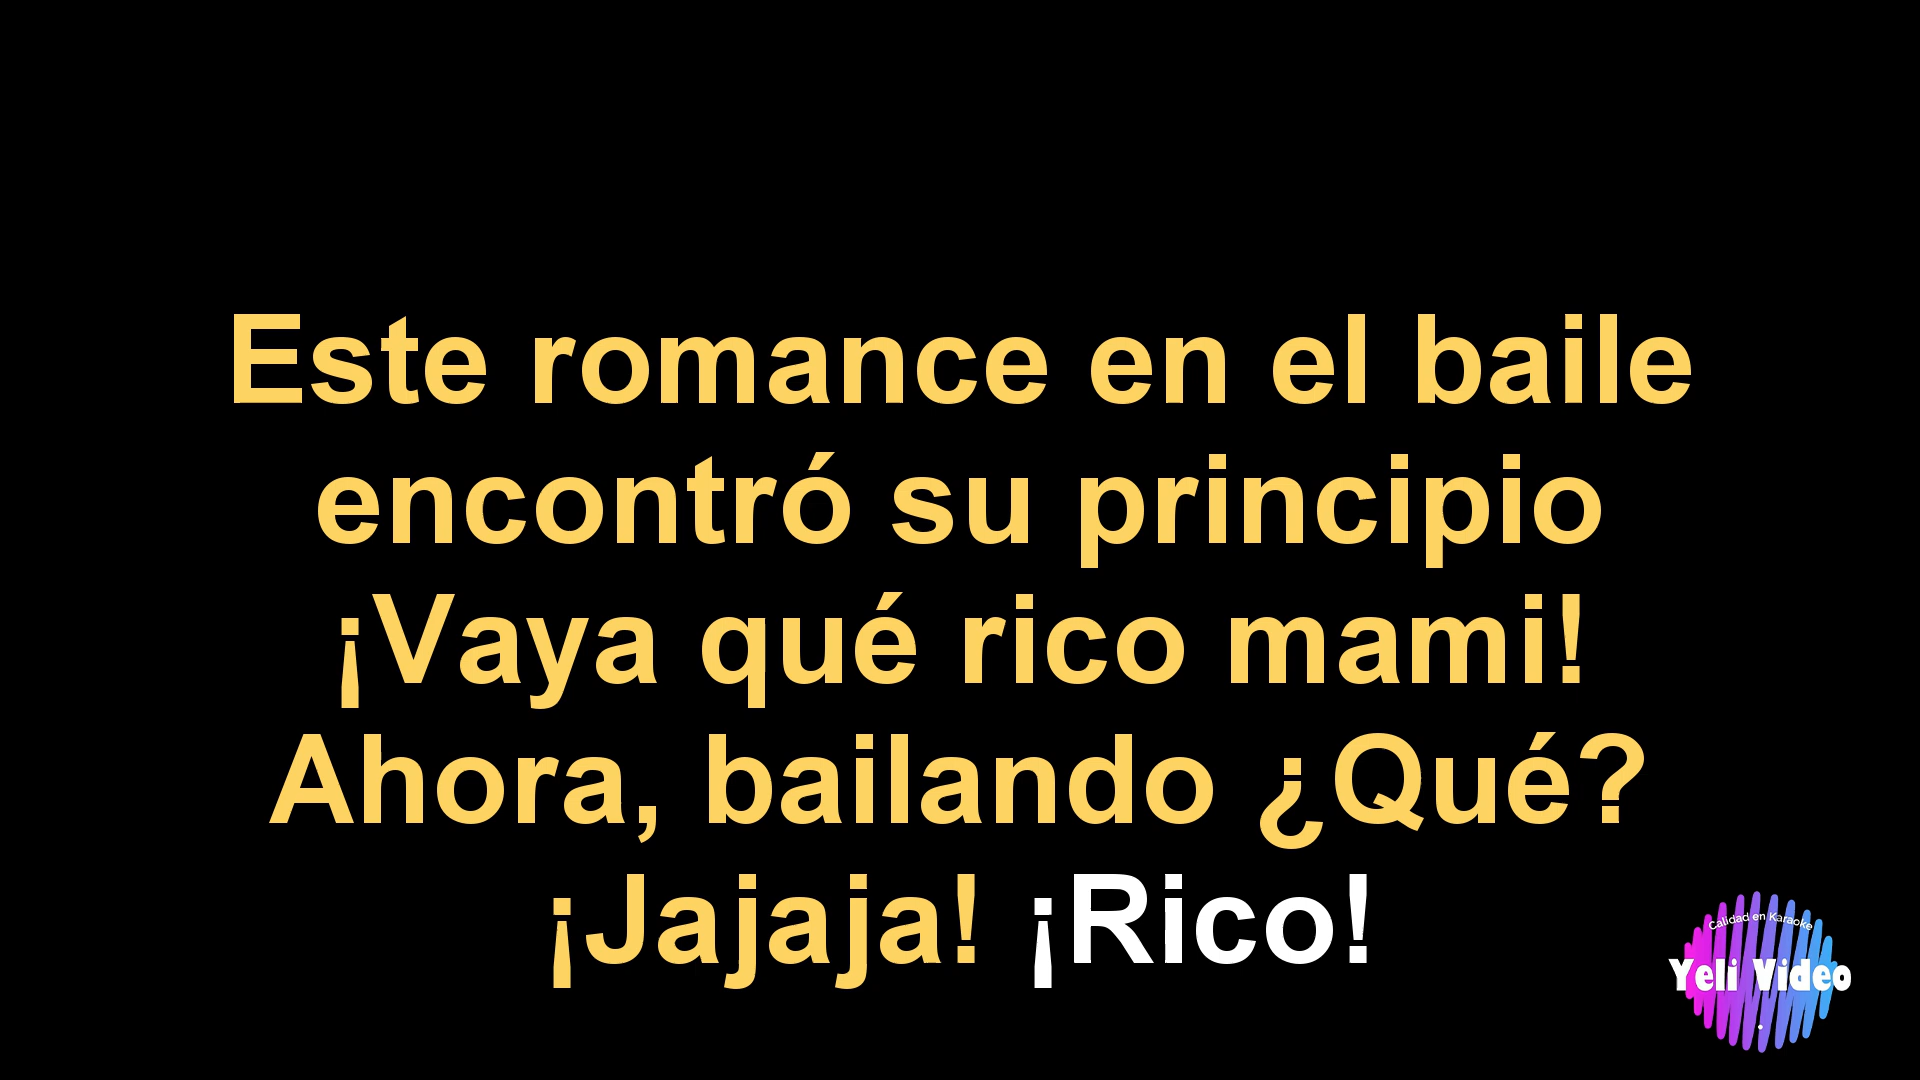 Este romance en el baile
encontró su principio
¡Vaya qué rico mami!
Ahora, bailando ¿Qué?
¡Jajaja! ¡Rico!
Calidad en Karaoke
Yeli Video